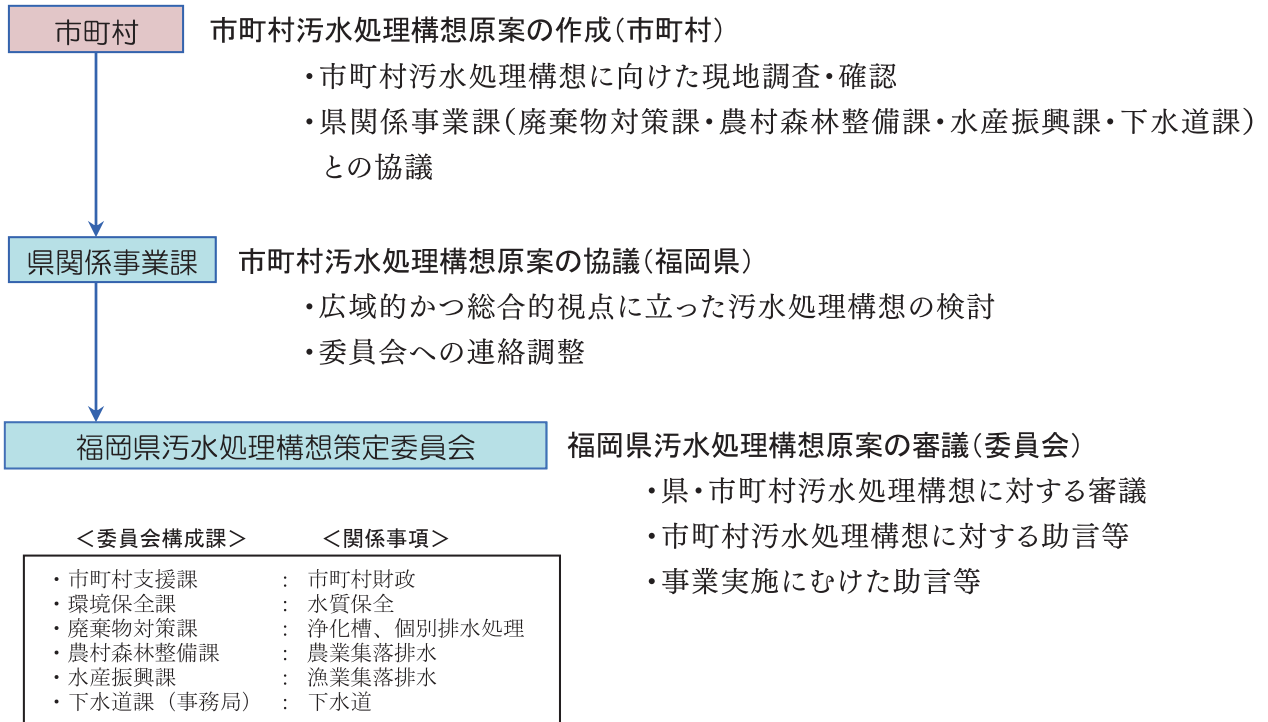 市町村
市町村汚水処理構想原案の作成(市町村)
・市町村汚水処理構想に向けた現地調査・確認
・県関係事業課(廃棄物対策課・農村森林整備課・水産振興課・下水道課)
との協議
県関係事業課
市町村汚水処理構想原案の協議(福岡県)
・広域的かつ総合的視点に立った汚水処理構想の検討
・委員会への連絡調整
福岡県汚水処理構想策定委員会
福岡県汚水処理構想原案の審議(委員会)
・県・市町村汚水処理構想に対する審議
・市町村汚水処理構想に対する助言等
・事業実施にむけた助言等
＜委員会構成課＞ ＜関係事項＞
・市町村支援課 : 市町村財政
・環境保全課 : 水質保全
・廃棄物対策課 : 浄化槽、個別排水処理
・農村森林整備課 : 農業集落排水
・水産振興課 : 漁業集落排水
・下水道課（事務局） : 下水道